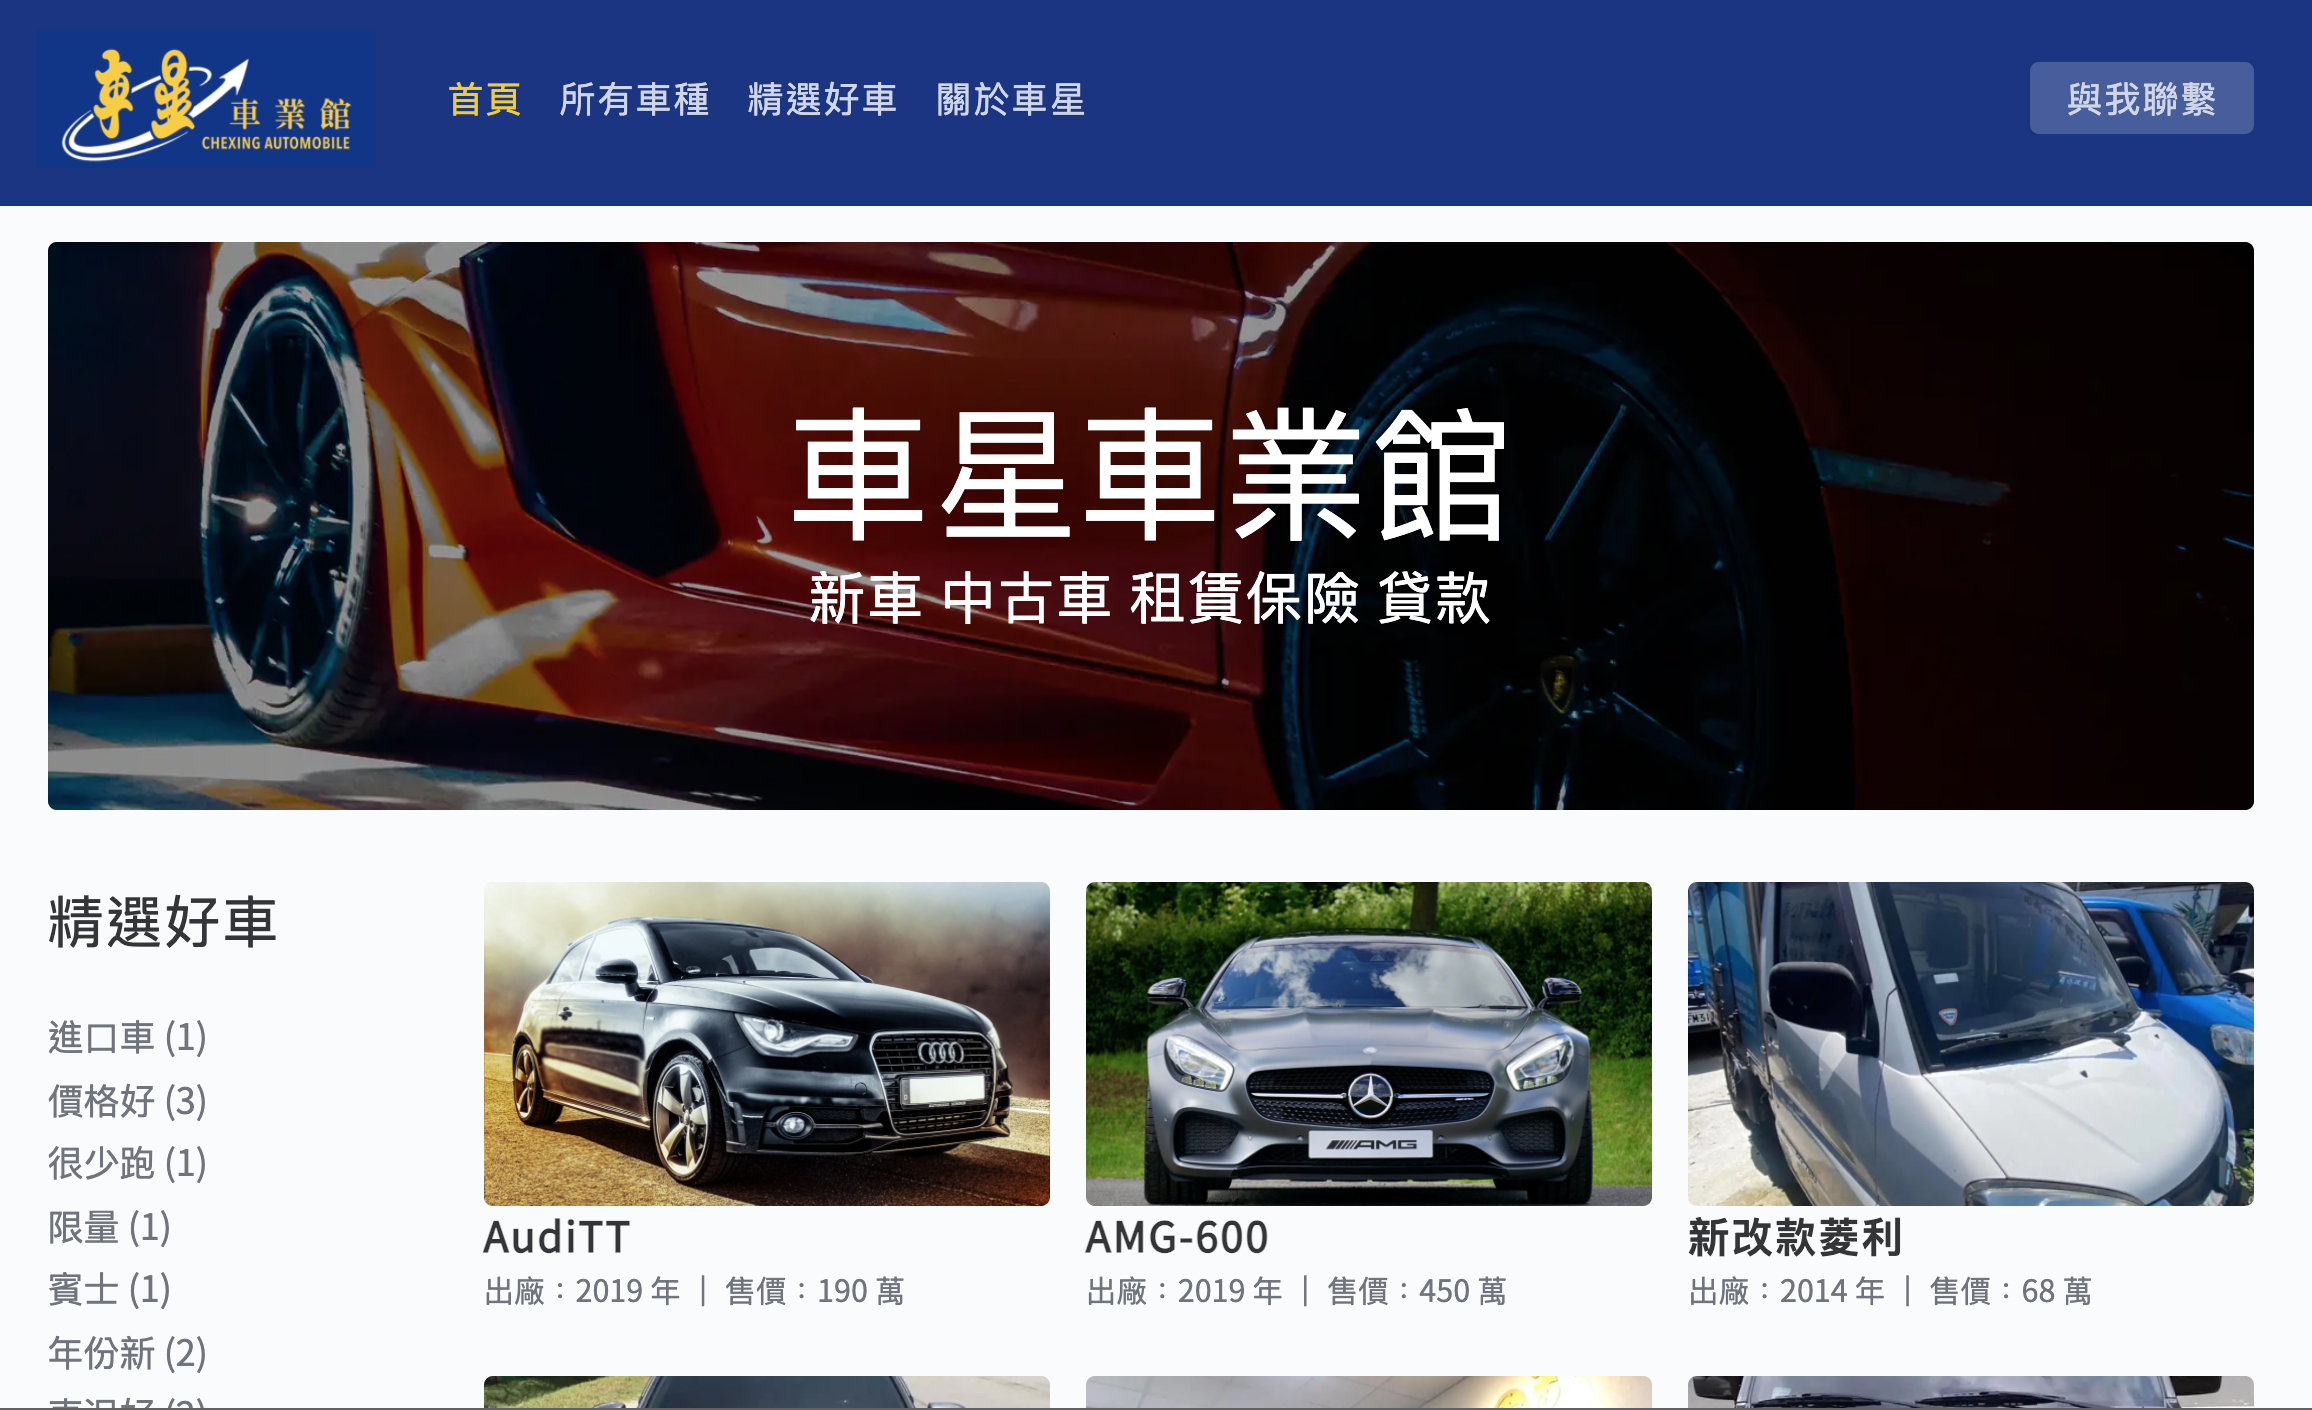 車星 車業館
CHEXING AUTOMOBILE
首頁 所有車種 精選好車 關於車星
與我聯繫
車星車業館
新車 中古車 租賃保險 貸款
精選好車
進口車 (1)
價格好 (3)
很少跑 (1)
限量 (1)
賓士 (1)
年份新 (2)
AMG
AudiTT
出廠：2019 年 | 售價：190 萬
AMG-600
出廠：2019 年 | 售價：450 萬
新改款菱利
出廠：2014 年 | 售價：68 萬